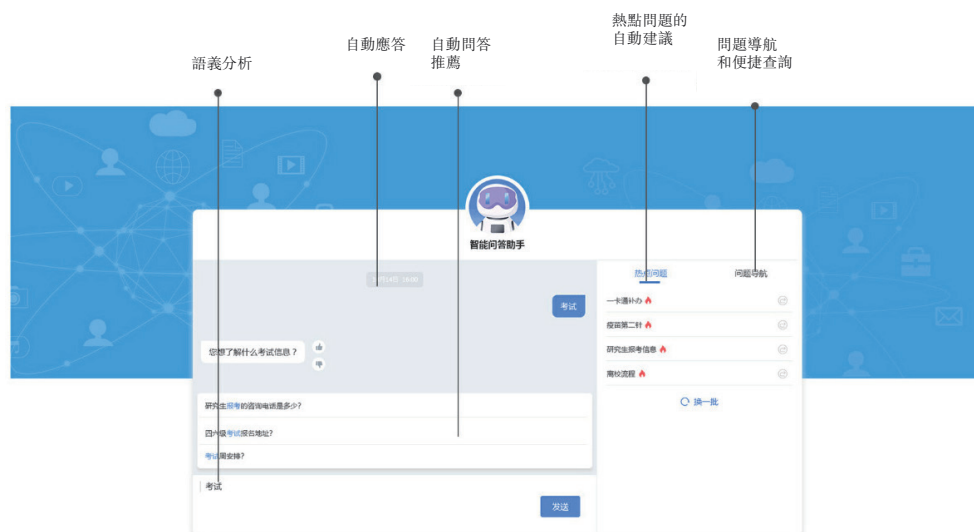 熱點問題的
自動建議
自動應答
自動問答
推薦
問題導航
和便捷查詢
語義分析
智能问答助手
热点问题
问题导航
考试
一卡通补办
疫苗第二针
您想了解什么考试信息？
研究生报考信息
离校流程
换一批
研究生报考的咨询电话是多少?
四六级考试报名地址?
考试周安排?
考试
发送